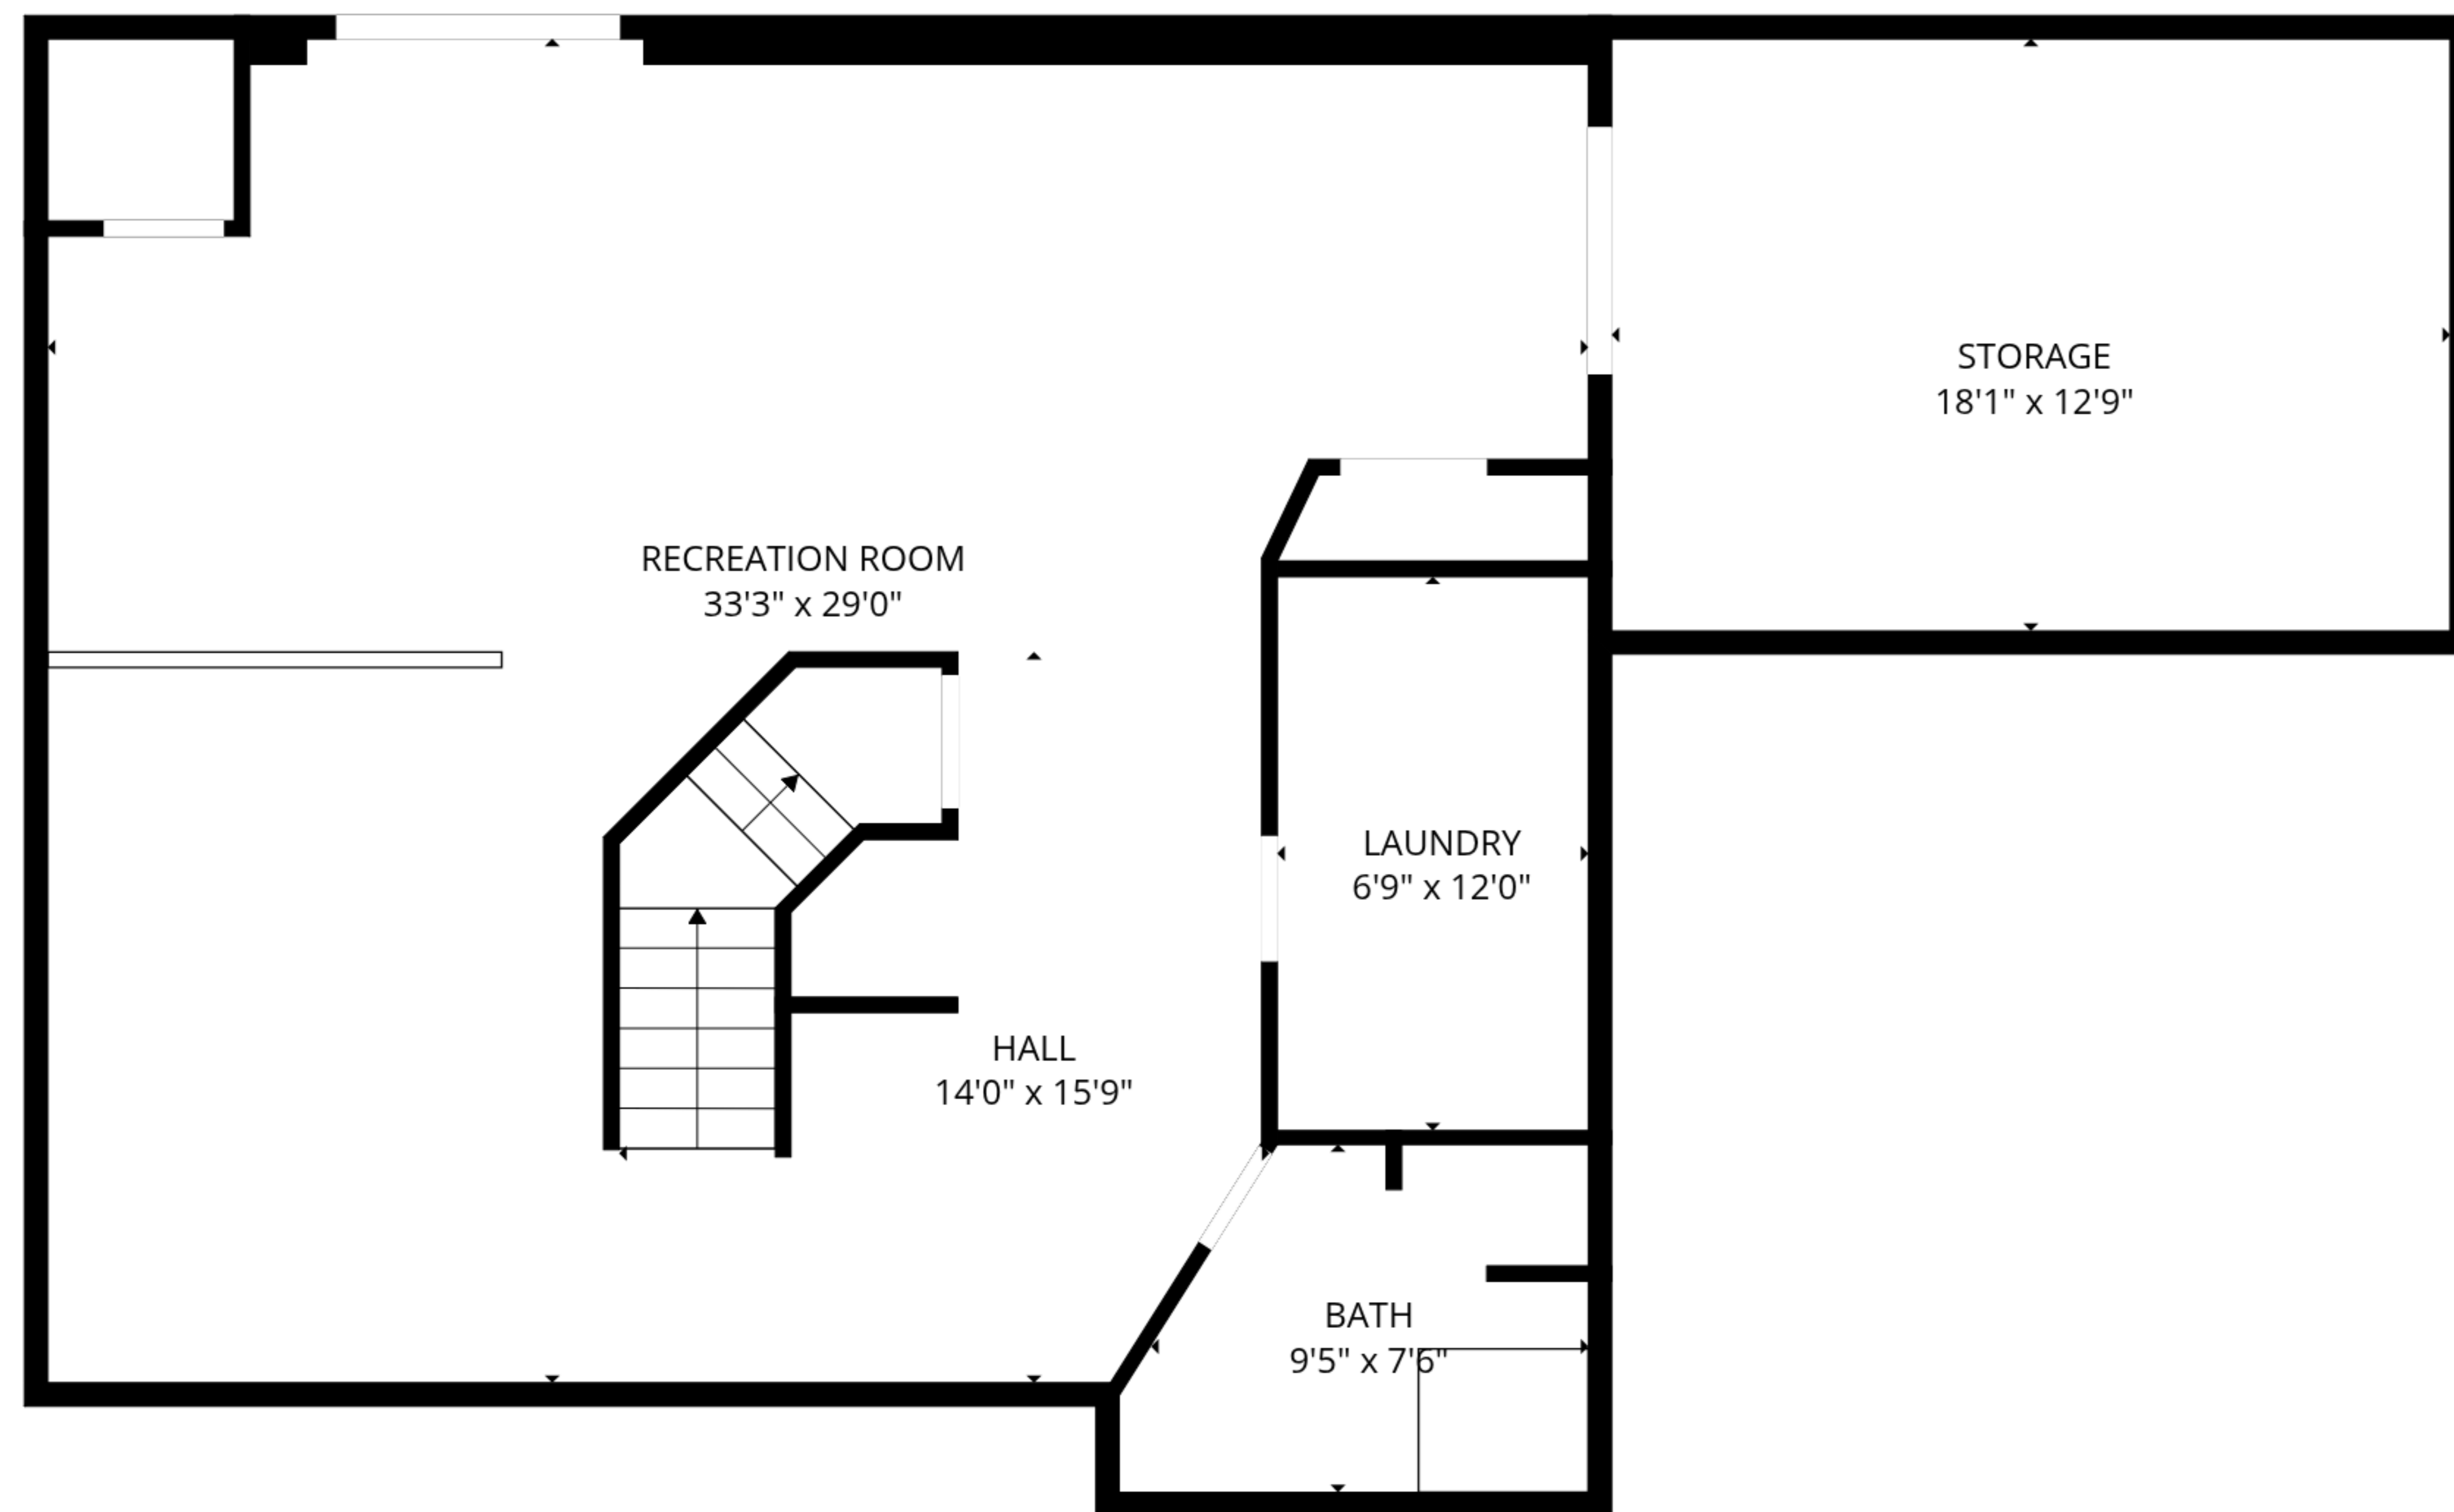 STORAGE
18'1" x 12'9"
RECREATION ROOM
33'3" x 29'0"
LAUNDRY
6'9" x 12'0"
HALL
14'0" x 15'9"
BATH
9'5" x 7'6"